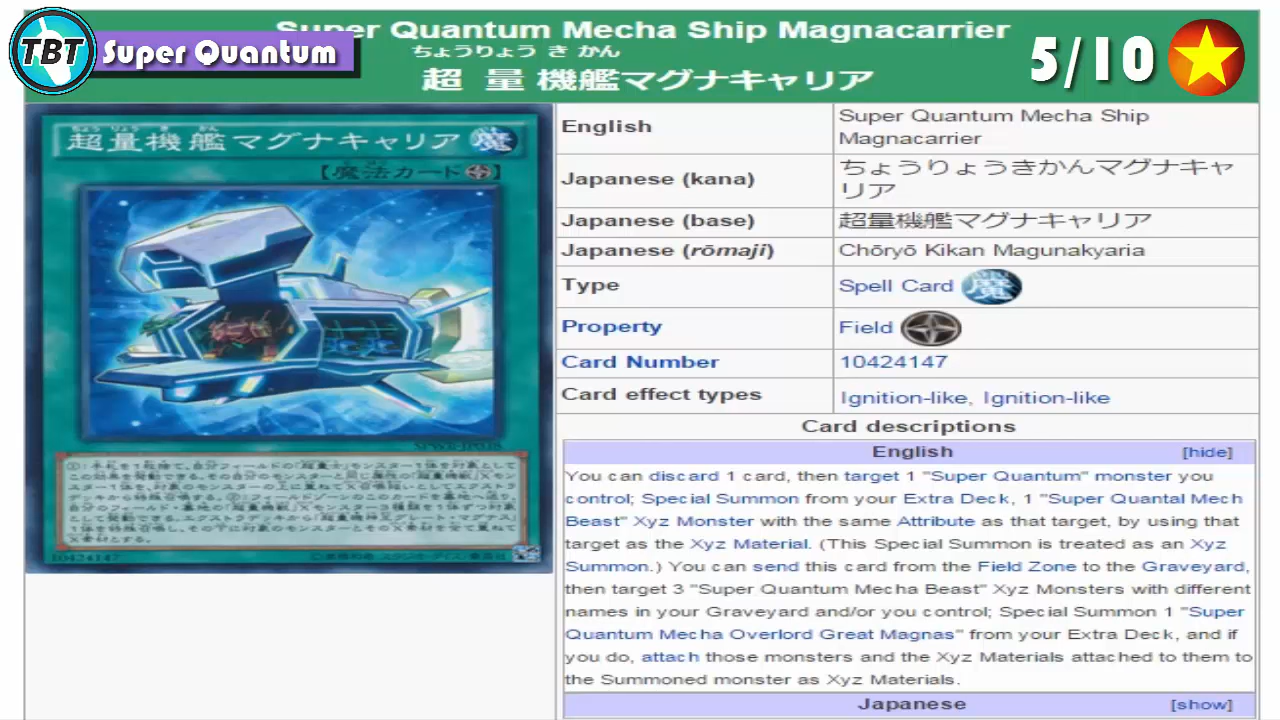 Super Quantum Mecha Ship Magnacarrier
TBT
Super Quantum
ちょうりょう き かん
超 量 機艦マグナキャリア
5/10
超量機艦マグナキャリア
魔
【魔法カード】
10424147
English
Super Quantum Mecha Ship
Magnacarrier
Japanese (kana)
ちょうりょうきかんマグナキャ
リア
Japanese (base)
超量機艦マグナキャリア
Japanese (rōmaji)
Chōryō Kikan Magunakyaria
Type
Spell Card
魔
Property
Field
Card Number
10424147
Card effect types
Ignition-like, Ignition-like
Card descriptions
English
[hide]
You can discard 1 card, then target 1 "Super Quantum" monster you
control; Special Summon from your Extra Deck, 1 "Super Quantal Mech
Beast" Xyz Monster with the same Attribute as that target, by using that
target as the Xyz Material. (This Special Summon is treated as an Xyz
Summon.) You can send this card from the Field Zone to the Graveyard,
then target 3 "Super Quantum Mecha Beast" Xyz Monsters with different
names in your Graveyard and/or you control; Special Summon 1 "Super
Quantum Mecha Overlord Great Magnas" from your Extra Deck, and if
you do, attach those monsters and the Xyz Materials attached to them to
the Summoned monster as Xyz Materials.
Japanese
[show]